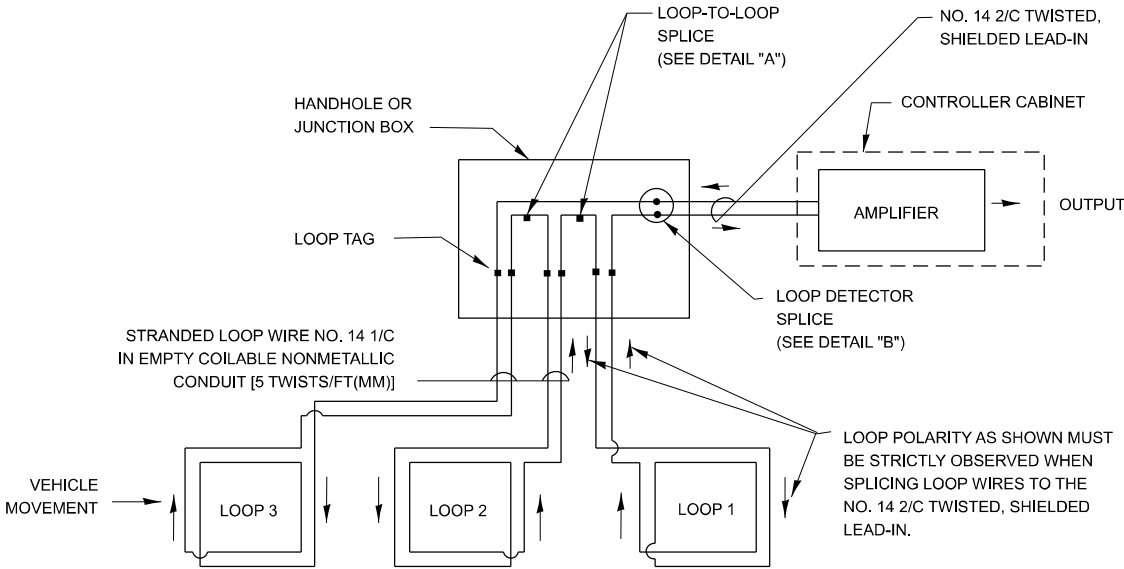 LOOP-TO-LOOP
SPLICE
(SEE DETAIL "A")
NO. 14 2/C TWISTED,
SHIELDED LEAD-IN
HANDHOLE OR
JUNCTION BOX
CONTROLLER CABINET
AMPLIFIER
OUTPUT
LOOP TAG
LOOP DETECTOR
SPLICE
(SEE DETAIL "B")
STRANDED LOOP WIRE NO. 14 1/C
IN EMPTY COILABLE NONMETALLIC
CONDUIT [5 TWISTS/FT(MM)]
LOOP POLARITY AS SHOWN MUST
BE STRICTLY OBSERVED WHEN
SPLICING LOOP WIRES TO THE
NO. 14 2/C TWISTED, SHIELDED
LEAD-IN.
VEHICLE
MOVEMENT
LOOP 3
LOOP 2
LOOP 1